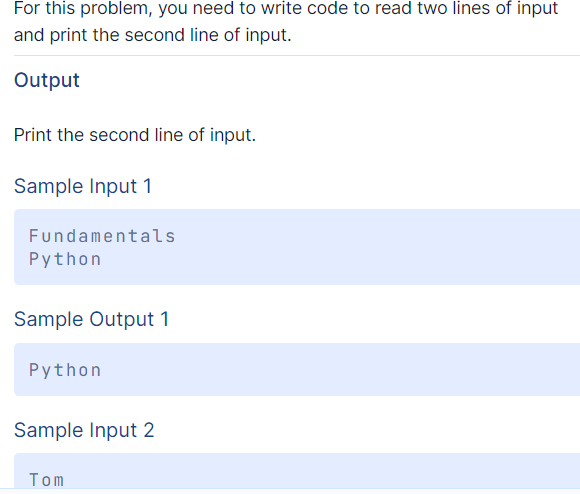 For this problem, you need to write code to read two lines of input
and print the second line of input.
Output
Print the second line of input.
Sample Input 1
Fundamentals
Python
Sample Output 1
Python
Sample Input 2
Tom